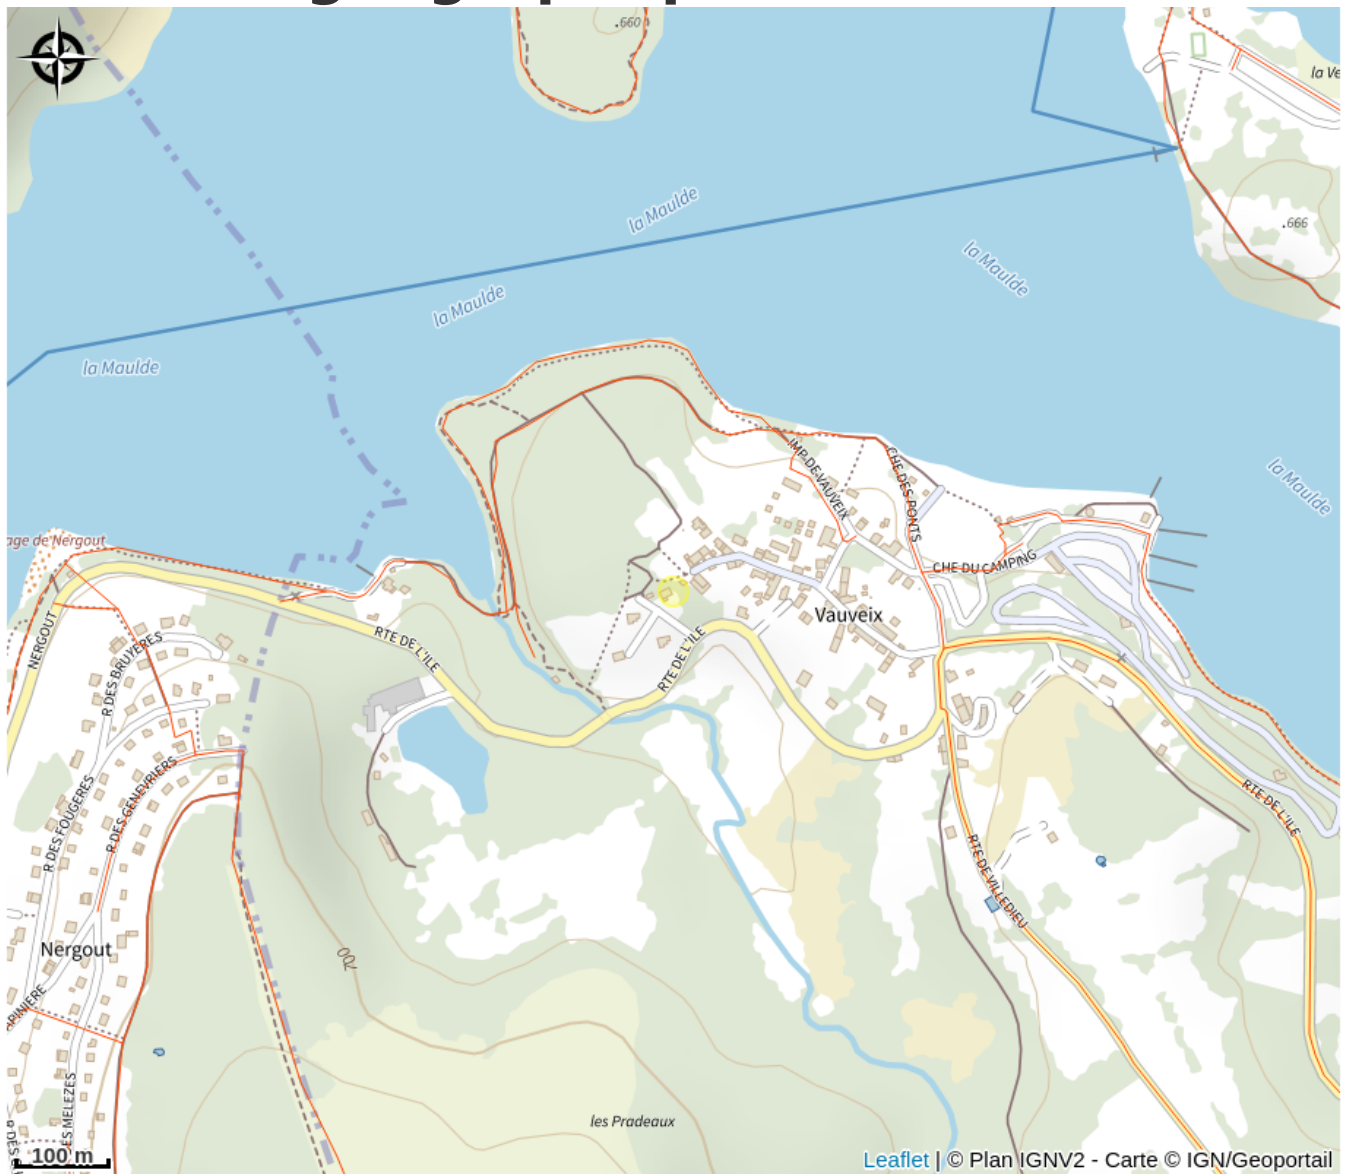 .660
la Ve
la Maulde
.666
la Maulde
la Maulde
la Maulde
la Maulde
IMP-DE-VAUVEIX
CHE DES PONTS
age de Nergout
CHE DU CAMPING
Vauveix
NERGOUT
RTE DE L'ILE
RTE DE L'ILE
R DES BRUYERES
R DES FOUGERES
R DES GENEVRIERS
RTE DE L'ILE
RTE DE VILLEDIEU
Nergout
700
PINIERE
ES MELEZES
les Pradeaux
100 m
Leaflet | © Plan IGNV2 - Carte © IGN/Geoportail